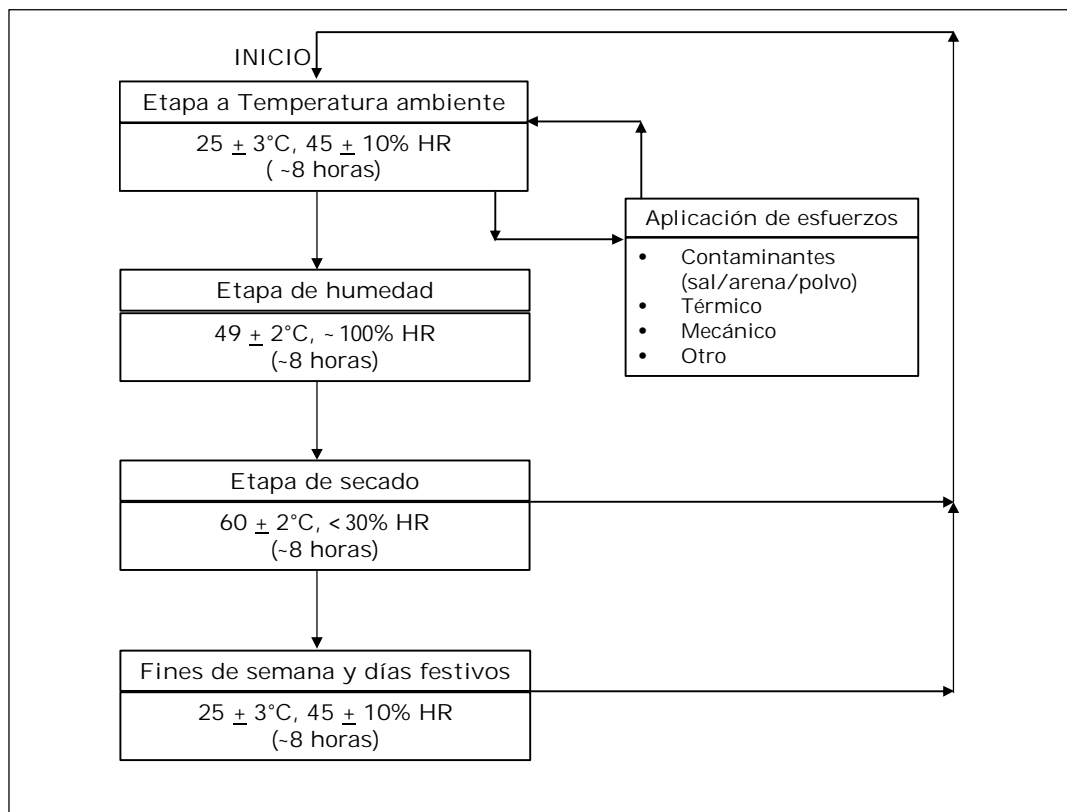 INICIO
Etapa a Temperatura ambiente
25 ± 3°C, 45 ± 10% HR
( ~8 horas)
Aplicación de esfuerzos
• Contaminantes
(sal/arena/polvo)
• Térmico
• Mecánico
• Otro
Etapa de humedad
49 ± 2°C, ~100% HR
(~8 horas)
Etapa de secado
60 ± 2°C, <30% HR
(~8 horas)
Fines de semana y días festivos
25 ± 3°C, 45 ± 10% HR
(~8 horas)